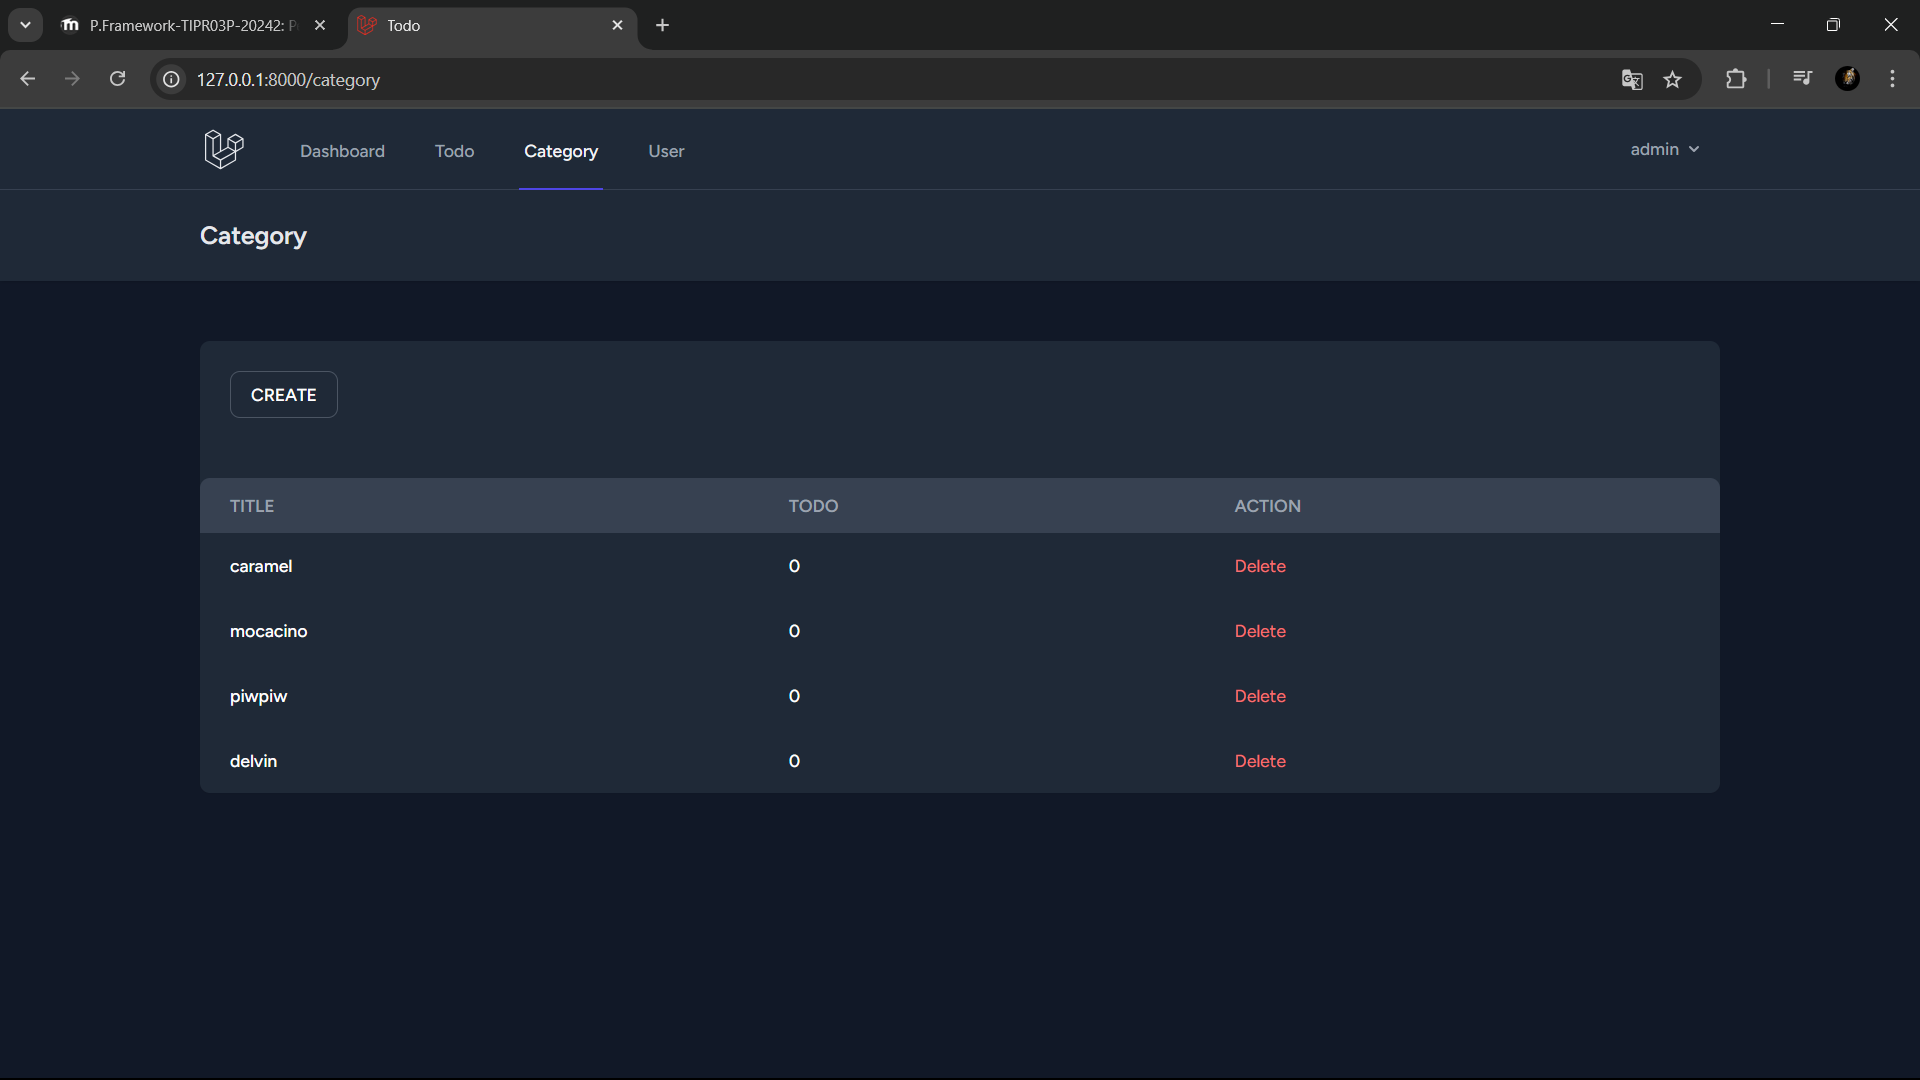 P.Framework-TIPR03P-20242: P
Todo
127.0.0.1:8000/category
Dashboard Todo Category User admin
Category
CREATE
TITLE TODO ACTION
caramel 0 Delete
mocacino 0 Delete
piwpiw 0 Delete
delvin 0 Delete